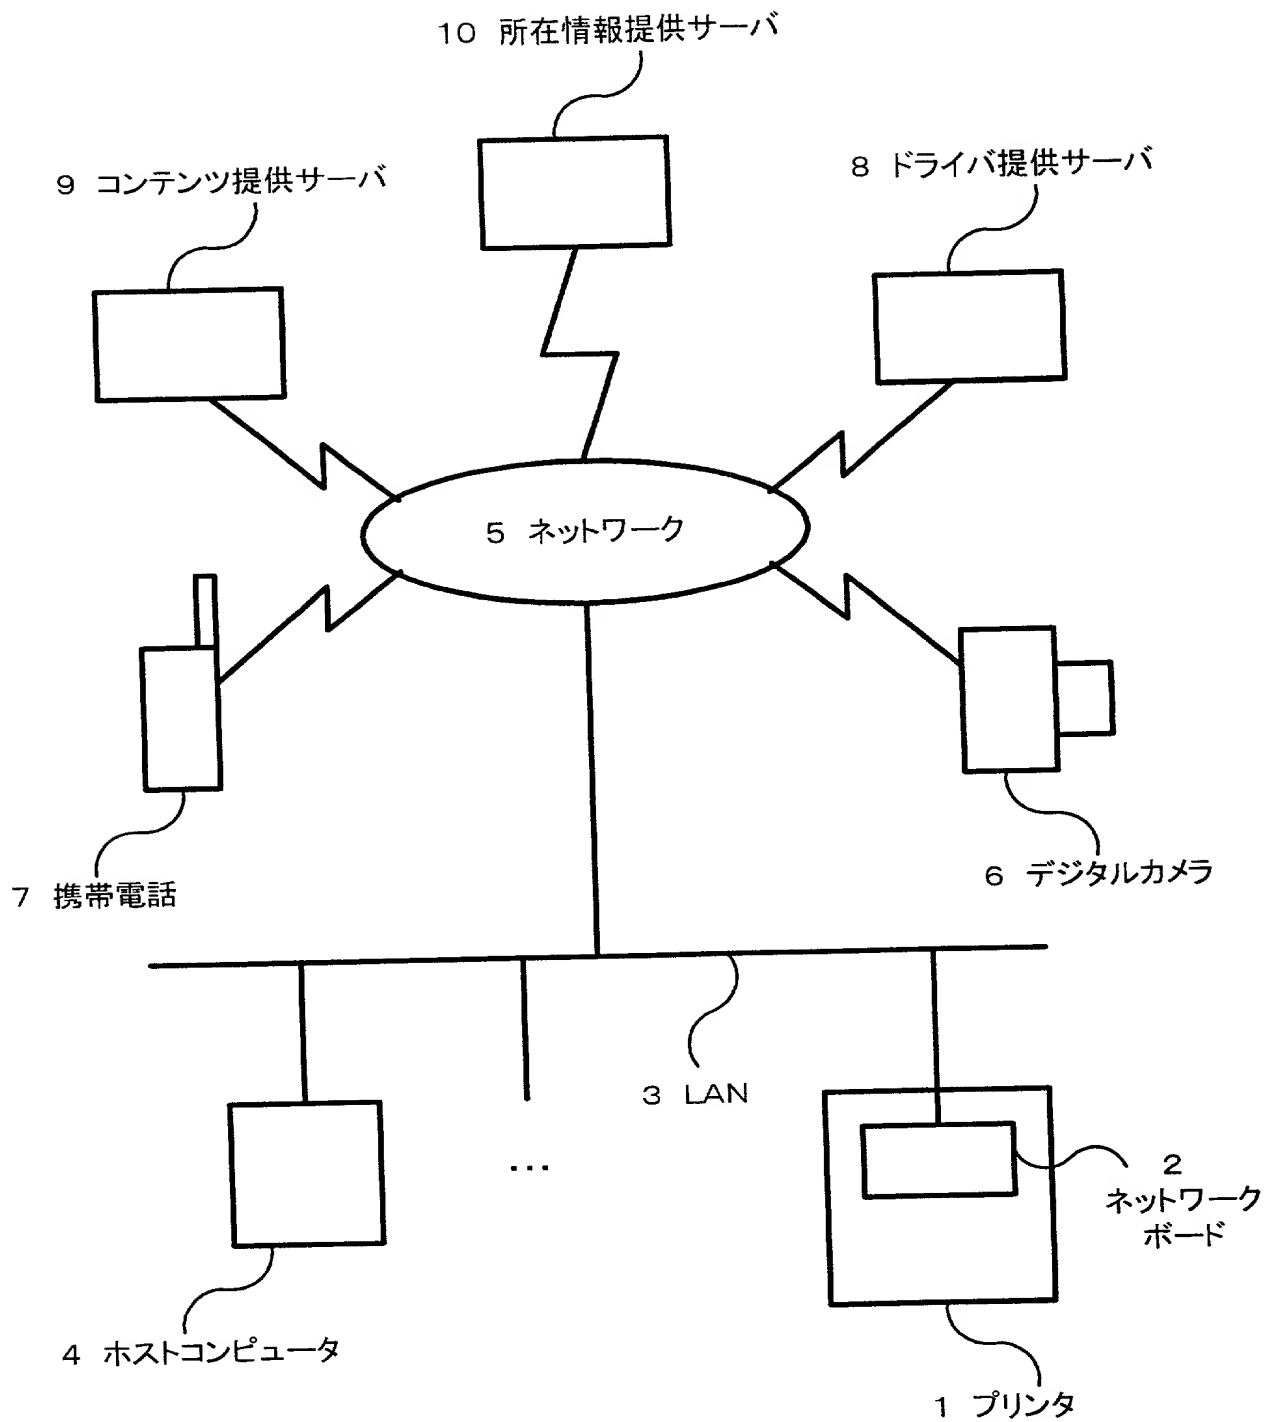 10 所在情報提供サーバ
9 コンテンツ提供サーバ
8 ドライバ提供サーバ
5 ネットワーク
7 携帯電話
6 デジタルカメラ
3 LAN
...
2
ネットワーク
ボード
4 ホストコンピュータ
1 プリンタ